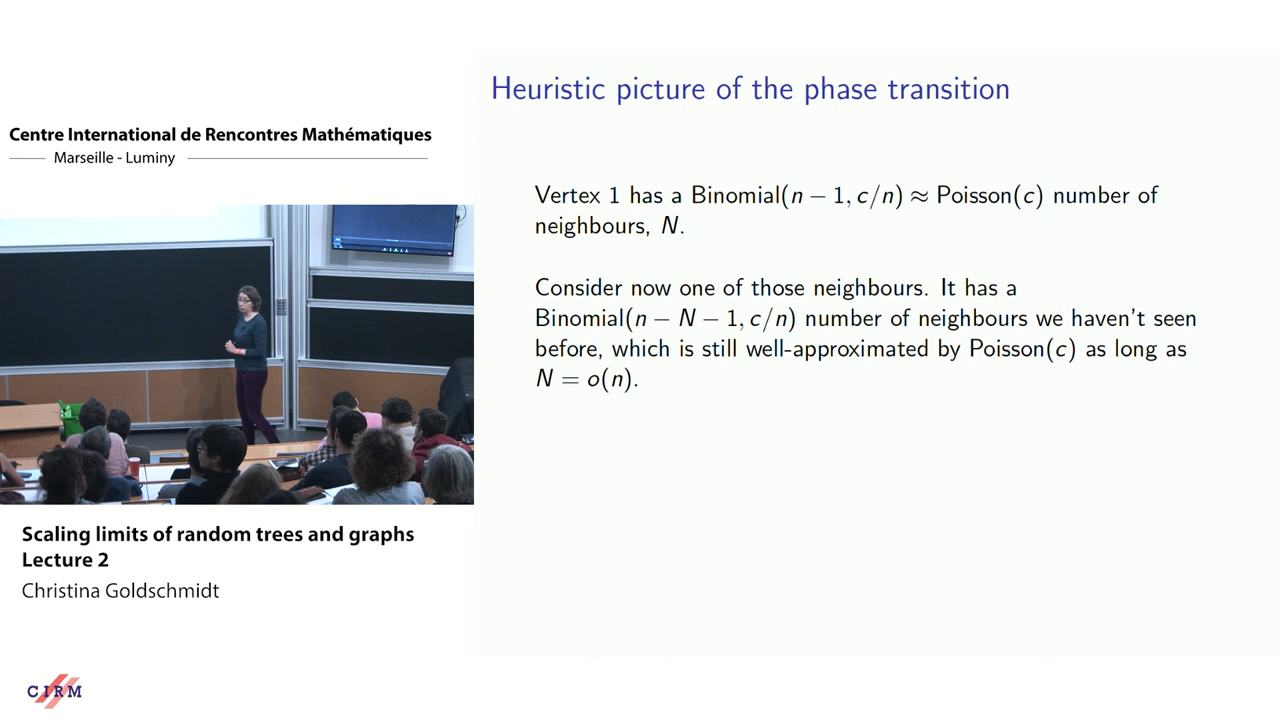 Heuristic picture of the phase transition
Centre International de Rencontres Mathématiques
Marseille - Luminy
Vertex 1 has a Binomial(n − 1, c/n) ≈ Poisson(c) number of
neighbours, N.
Consider now one of those neighbours. It has a
Binomial(n − N − 1, c/n) number of neighbours we haven't seen
before, which is still well-approximated by Poisson(c) as long as
N = o(n).
Scaling limits of random trees and graphs
Lecture 2
Christina Goldschmidt
CIRM